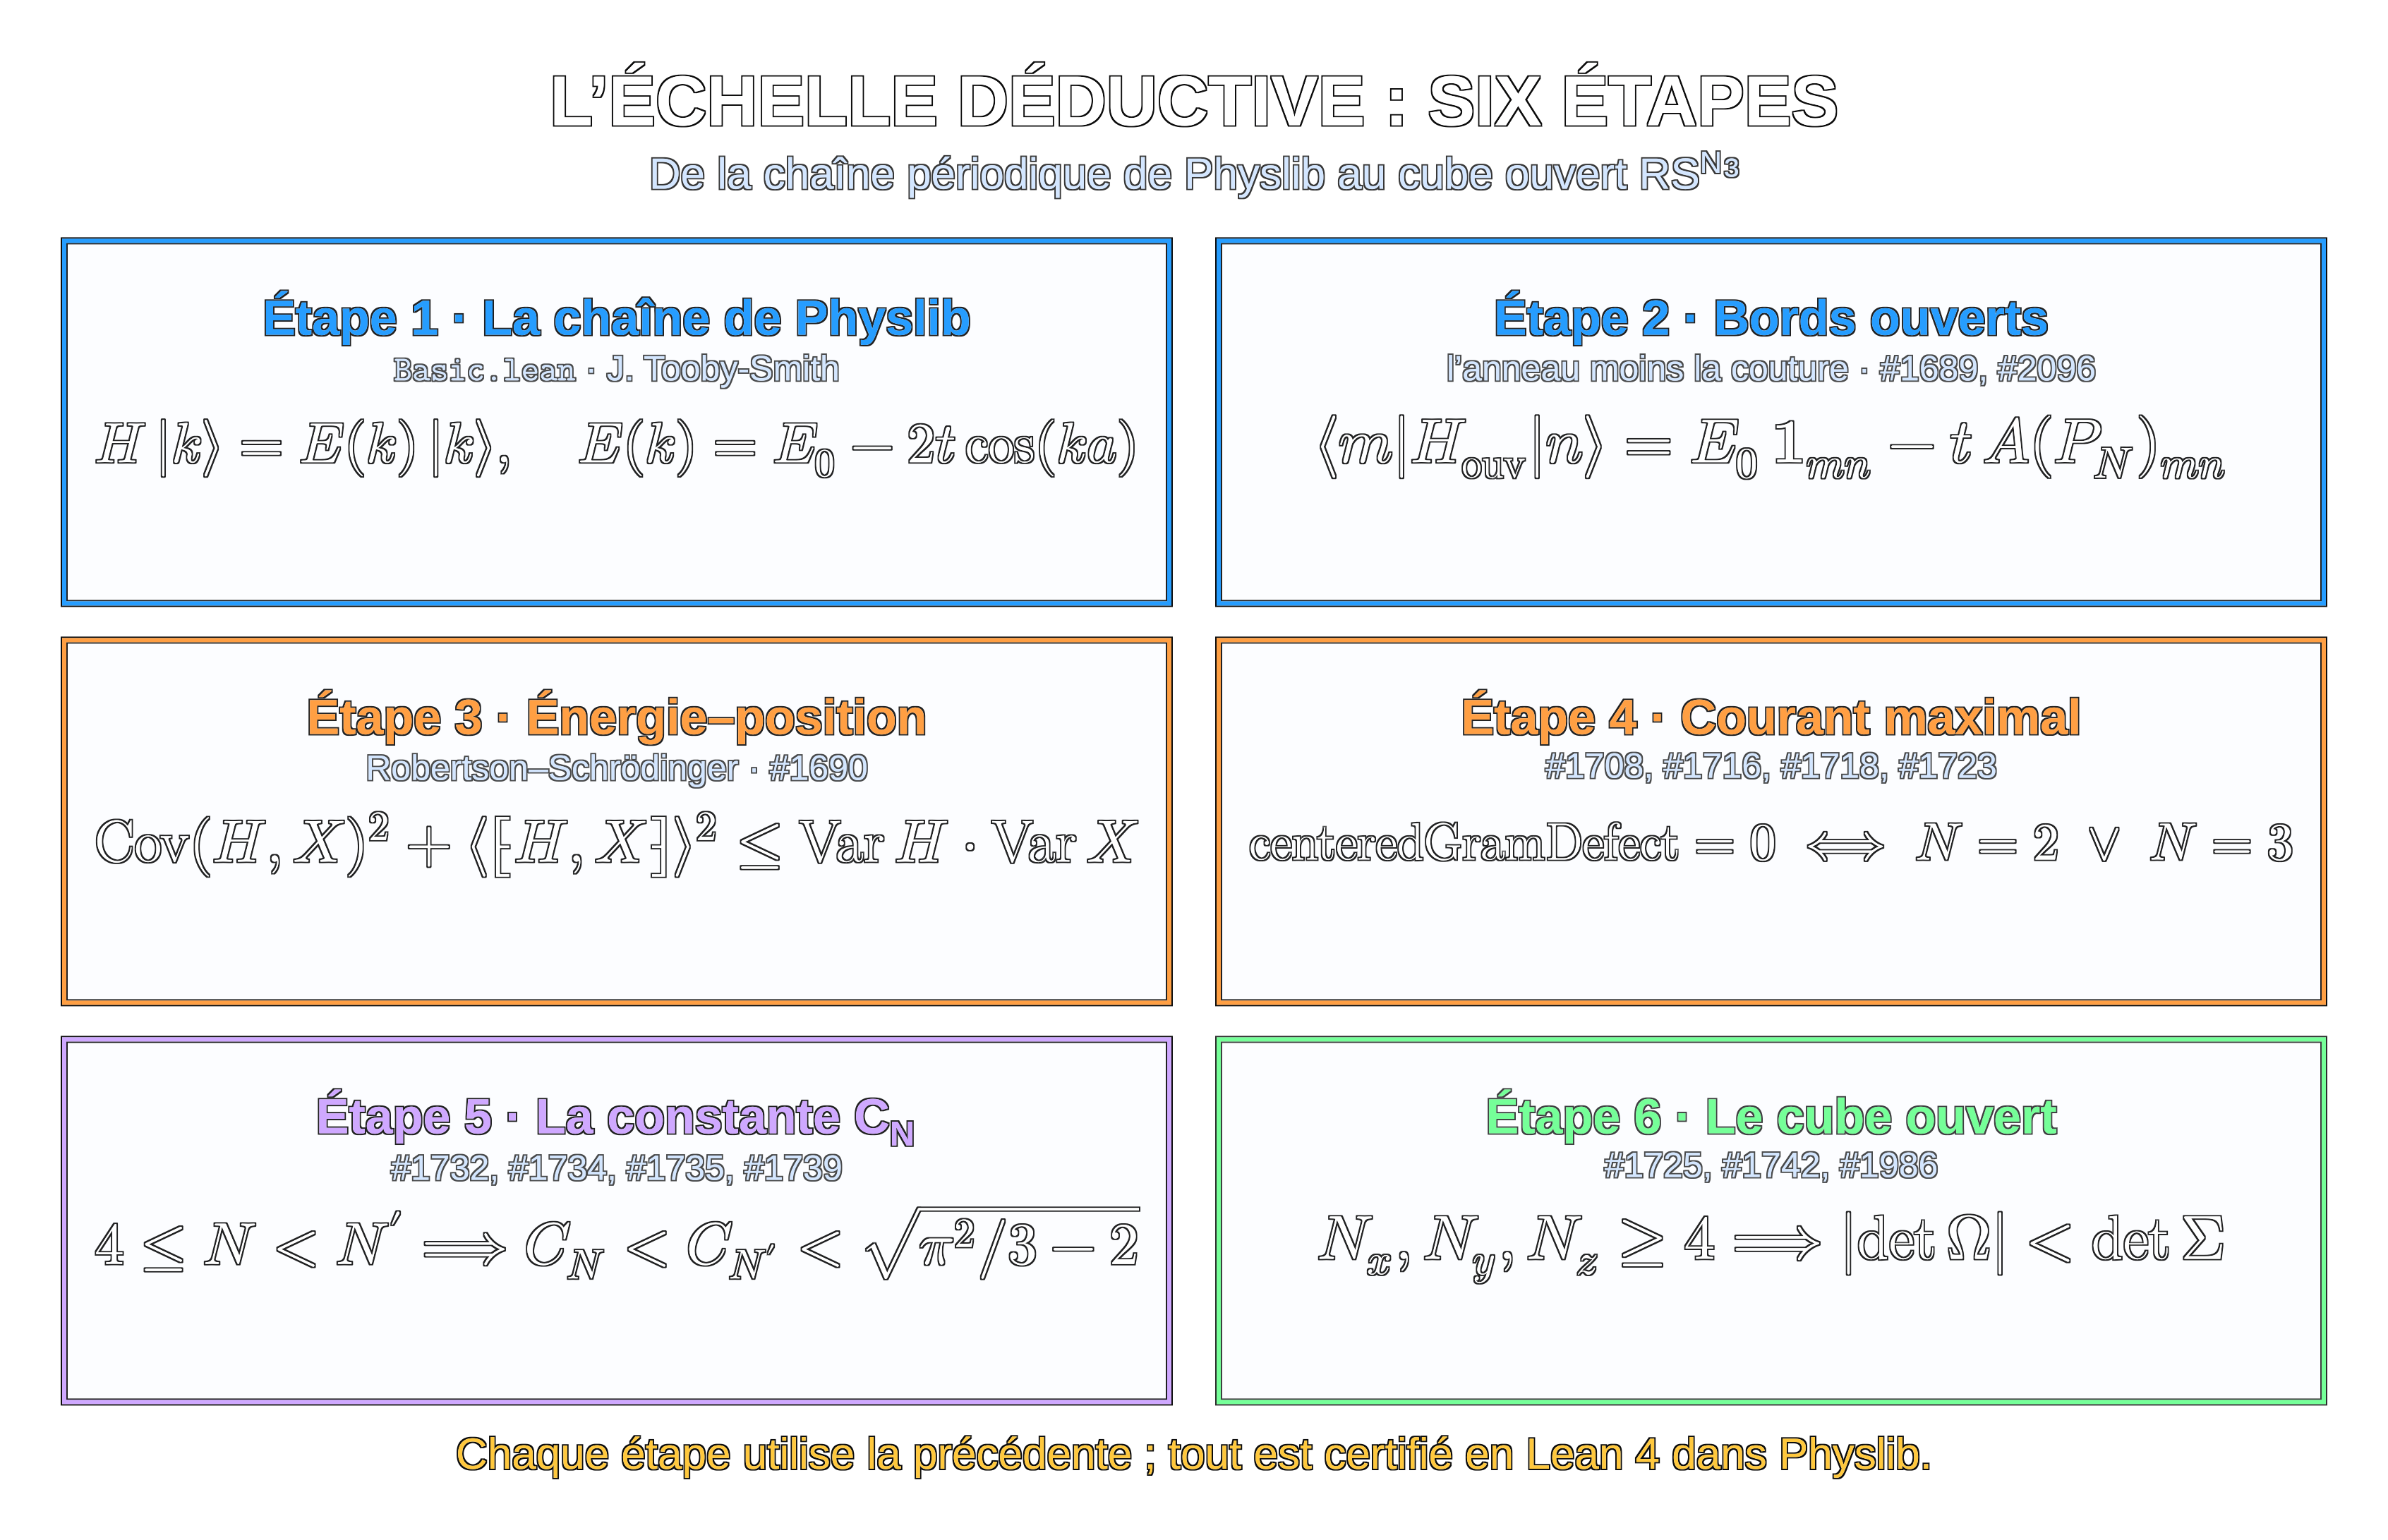 L’ÉCHELLE DÉDUCTIVE : SIX ÉTAPES
De la chaîne périodique de Physlib au cube ouvert RSᴺ³
Étape 1 · La chaîne de Physlib
Basic.lean · J. Tooby-Smith
H |k⟩ = E(k) |k⟩, E(k) = E₀ − 2t cos(ka)
Étape 2 · Bords ouverts
l’anneau moins la couture · #1689, #2096
⟨m|H_ouv|n⟩ = E₀ 1_mn − t A(P_N)_mn
Étape 3 · Énergie–position
Robertson–Schrödinger · #1690
Cov(H, X)² + ⟨[H, X]⟩² ≤ Var H · Var X
Étape 4 · Courant maximal
#1708, #1716, #1718, #1723
centeredGramDefect = 0 ⟺ N = 2 ∨ N = 3
Étape 5 · La constante C_N
#1732, #1734, #1735, #1739
4 ≤ N < N′ ⟹ C_N < C_N′ < √(π²/3 − 2)
Étape 6 · Le cube ouvert
#1725, #1742, #1986
N_x, N_y, N_z ≥ 4 ⟹ |det Ω| < det Σ
Chaque étape utilise la précédente ; tout est certifié en Lean 4 dans Physlib.